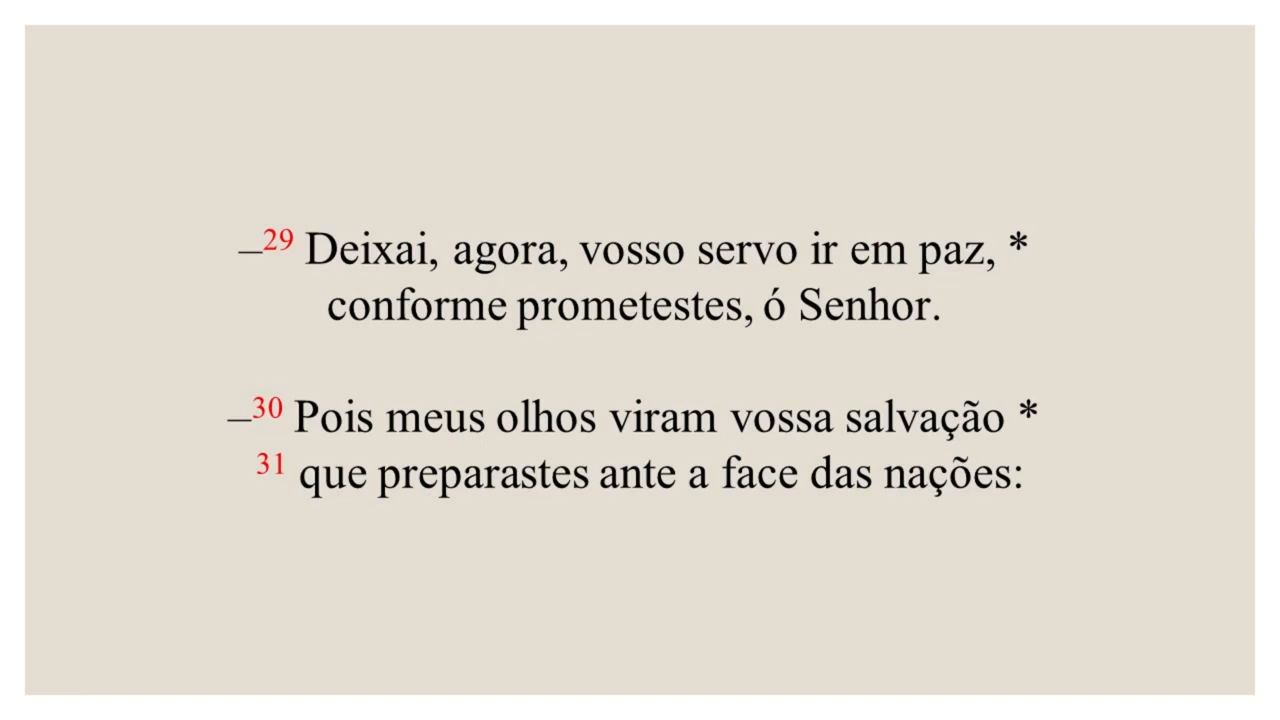 –29 Deixai, agora, vosso servo ir em paz, *
conforme prometestes, ó Senhor.
–30 Pois meus olhos viram vossa salvação *
31 que preparastes ante a face das nações: